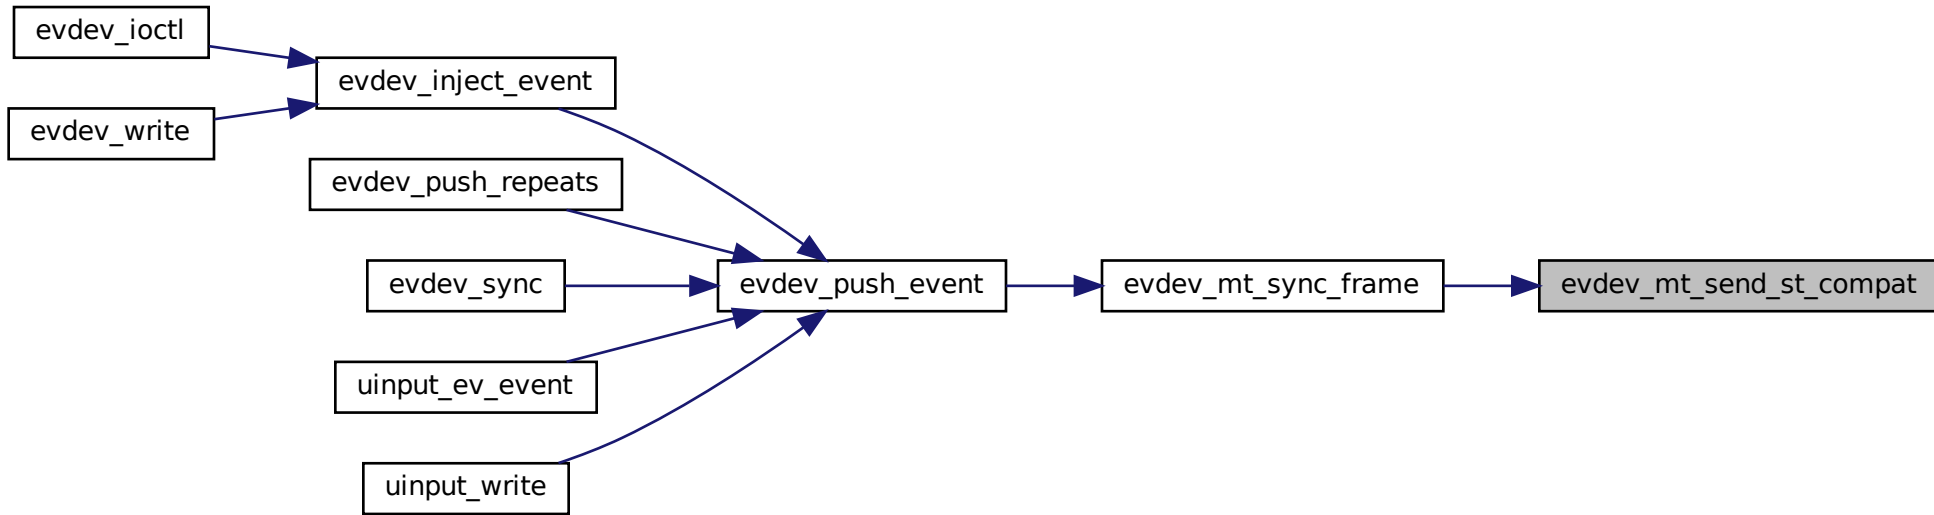 evdev_ioctl
evdev_inject_event
evdev_write
evdev_push_repeats
evdev_sync
evdev_push_event
evdev_mt_sync_frame
evdev_mt_send_st_compat
uinput_ev_event
uinput_write